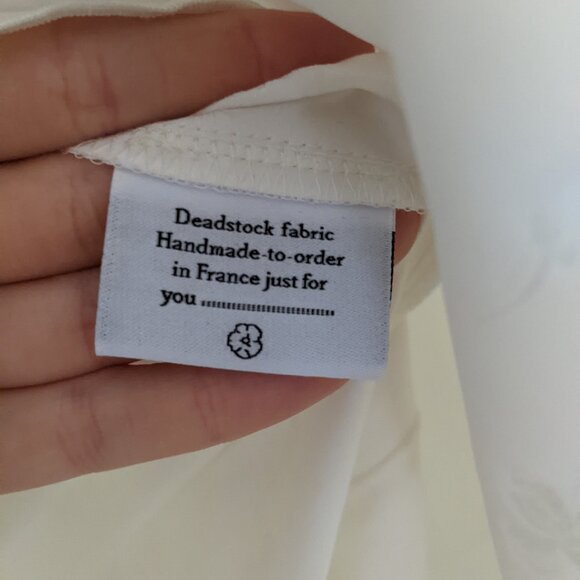 Deadstock fabric
Handmade-to-order
in France just for
you ................................